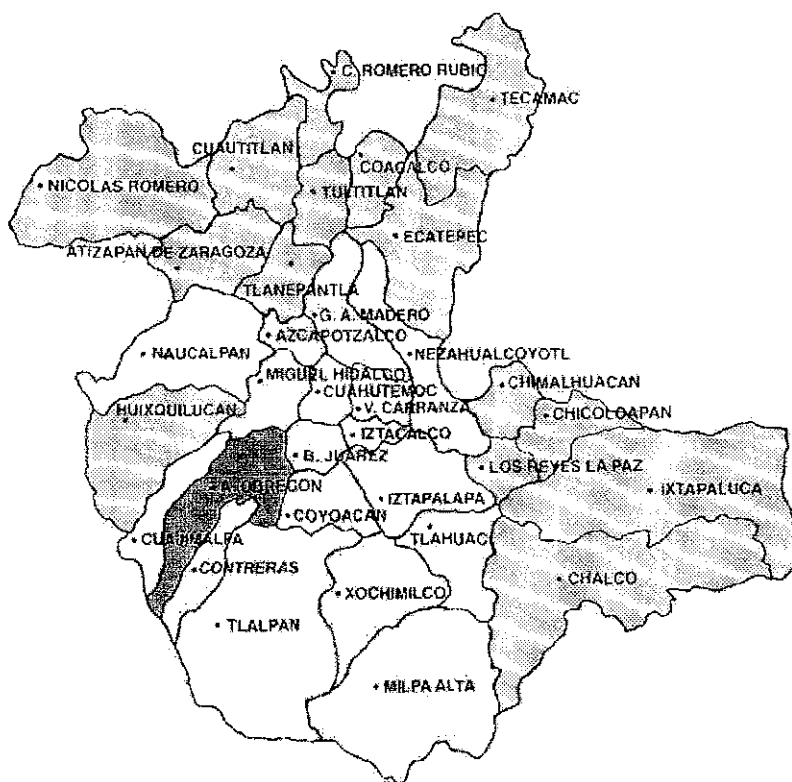 C. ROMERO RUBIO
TECAMAC
CUAUTITLAN
COACALCO
NICOLAS ROMERO
TULTITLAN
ECATEPEC
ATIZAPAN DE ZARAGOZA
TLANEPANTLA
G. A. MADERO
AZCAPOTZALCO
NAUCALPAN
NEZAHUALCOYOTL
MIGUEL HIDALGO
CHIMALHUACAN
CUAHUTEMOC
HUIXQUILUCAN
V. CARRANZA
CHICOLOAPAN
IZTACALCO
B. JUAREZ
LOS REYES LA PAZ
A. OBREGON
IXTAPALUCA
IZTAPALAPA
COYOACAN
TLAHUAC
CUAJIMALPA
CONTRERAS
CHALCO
XOCHIMILCO
TLALPAN
MILPA ALTA